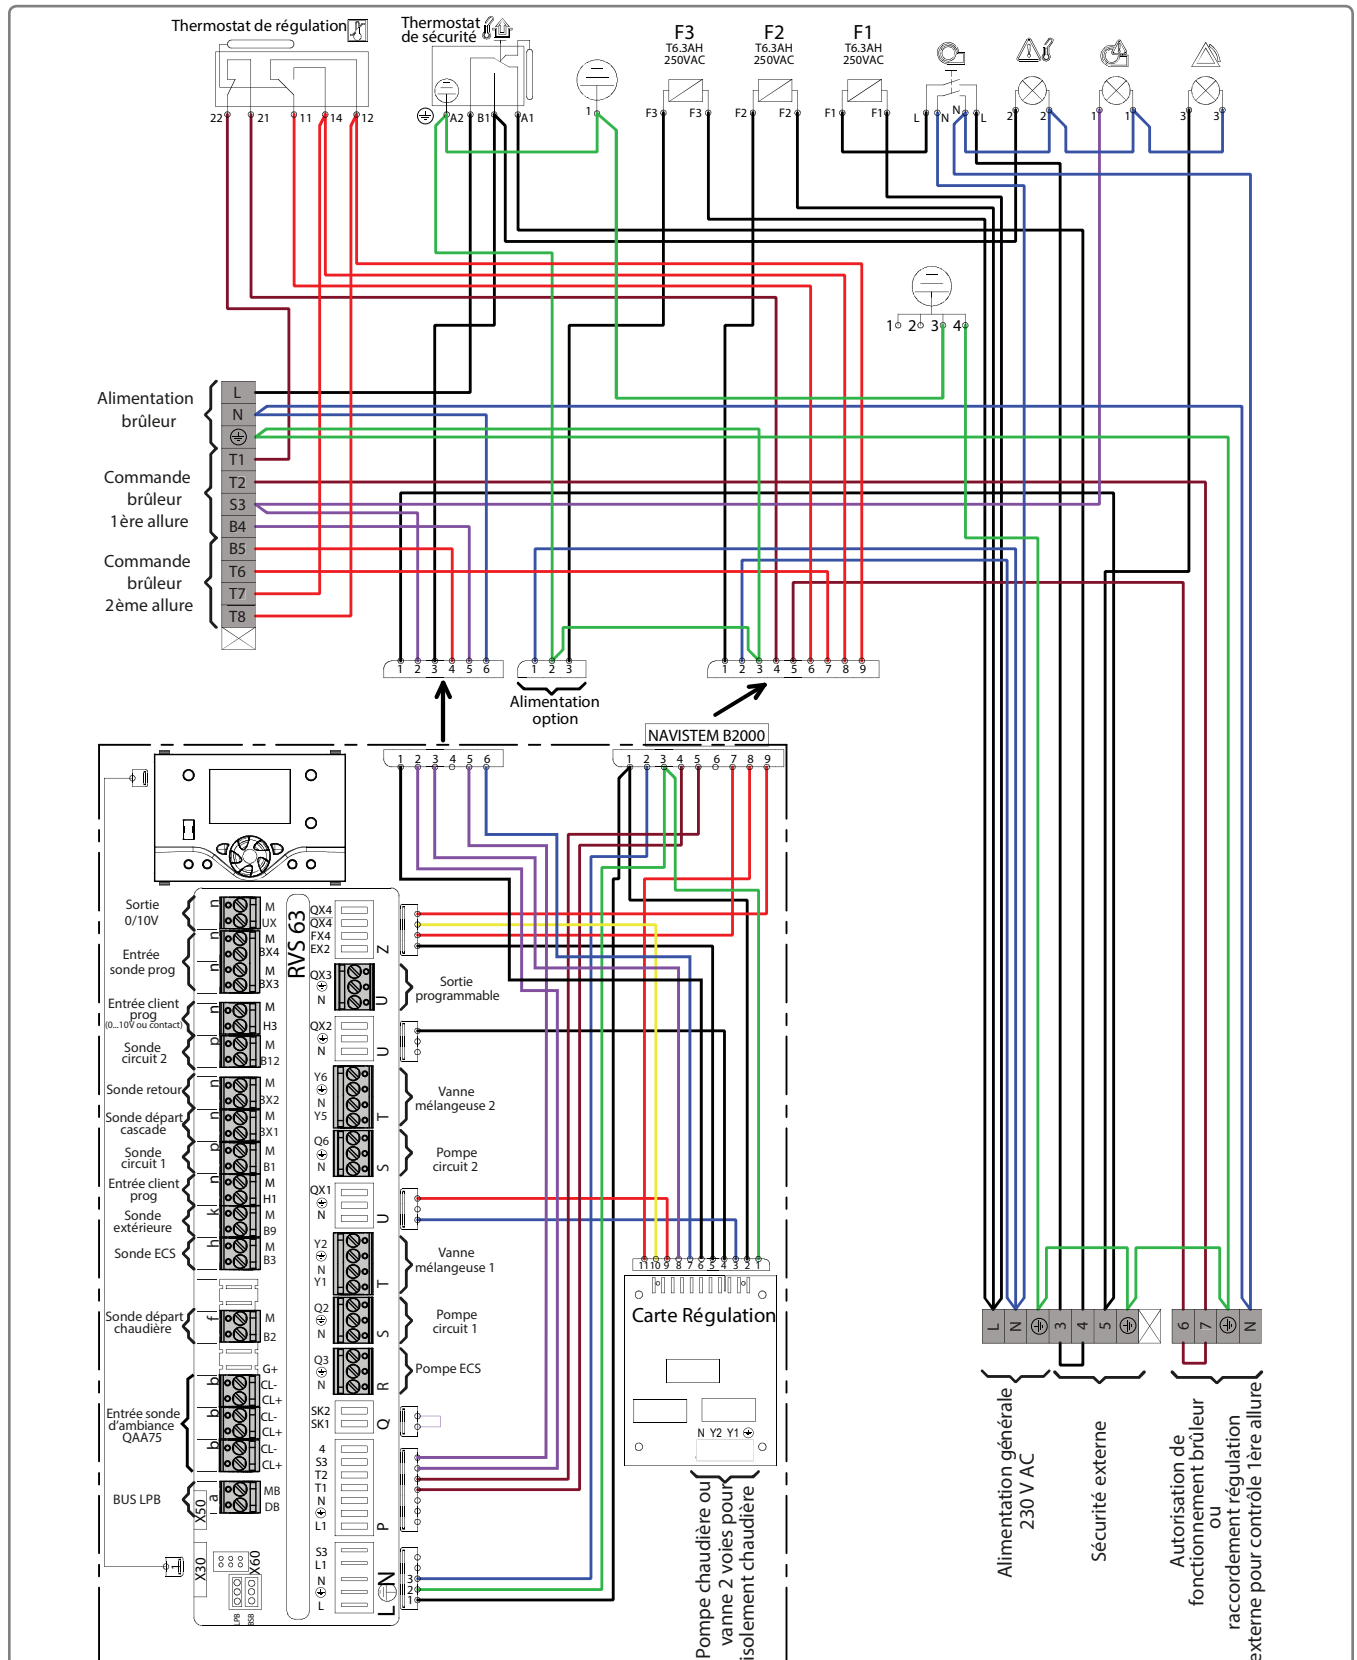 Thermostat de régulation
Thermostat
de sécurité
F3
T6.3AH
250VAC
F2
T6.3AH
250VAC
F1
T6.3AH
250VAC
22 21 11 14 12
A2 B1 A1
1
F3 F3 F2 F2 F1 F1 L N N L 2 2 1 1 3 3
1 2 3 4
Alimentation
brûleur
L
N
Commande
brûleur
1ère allure
T1
T2
S3
B4
Commande
brûleur
2ème allure
B5
T6
T7
T8
1 2 3 4 5 6
1 2 3
1 2 3 4 5 6 7 8 9
Alimentation
option
NAVISTEM B2000
1 2 3 4 5 6
1 2 3 4 5 6 7 8 9
RVS 63
Sortie
0/10V
n
M
UX
Entrée
sonde prog
n
M
BX4
n
M
BX3
Entrée client
prog
(0...10V ou contact)
n
M
H3
Sonde
circuit 2
p
M
B12
Sonde retour
n
M
BX2
Sonde départ
cascade
n
M
BX1
Sonde
circuit 1
p
M
B1
Entrée client
prog
n
M
H1
Sonde
extérieure
k
M
B9
Sonde ECS
h
M
B3
Sonde départ
chaudière
f
M
B2
G+
Entrée sonde
d'ambiance
QAA75
b
CL-
CL+
b
CL-
CL+
b
CL-
CL+
BUS LPB
a
MB
DB
X50
X30
X60
LPB
BSB
QX4
QX4
FX4
EX2
Z
QX3
N
U
Sortie
programmable
QX2
N
U
Y6
N
Y5
T
Vanne
mélangeuse 2
Q6
N
S
Pompe
circuit 2
QX1
N
U
Y2
N
Y1
T
Vanne
mélangeuse 1
Q2
N
S
Pompe
circuit 1
Q3
N
R
Pompe ECS
SK2
SK1
Q
4
S3
T2
T1
N
L1
P
S3
L1
N
L
N
L
3
2
1
11 10 9 8 7 6 5 4 3 2 1
Carte Régulation
N Y2 Y1
Pompe chaudière ou
vanne 2 voies pour
isolement chaudière
L N 3 4 5
6 7 N
Alimentation générale
230 V AC
Sécurité externe
Autorisation de
fonctionnement brûleur
ou
raccordement régulation
externe pour contrôle 1ère allure